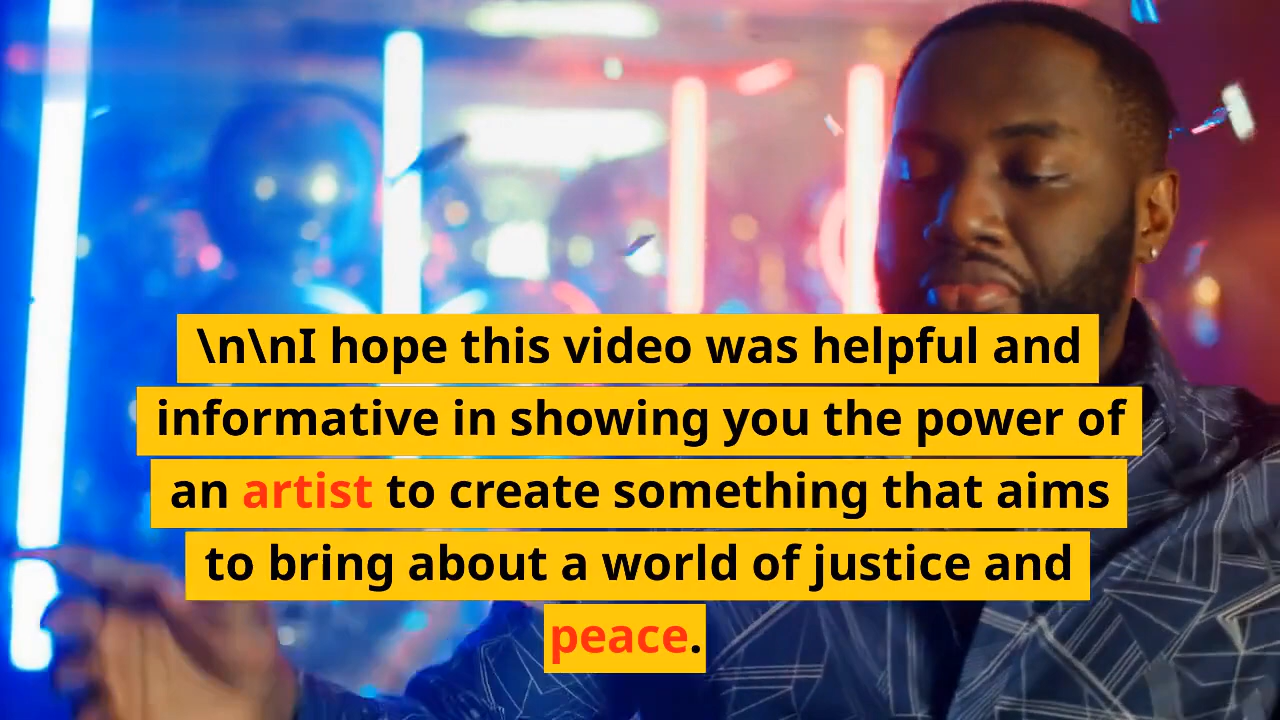 \n\nI hope this video was helpful and
informative in showing you the power of
an artist to create something that aims
to bring about a world of justice and
peace.